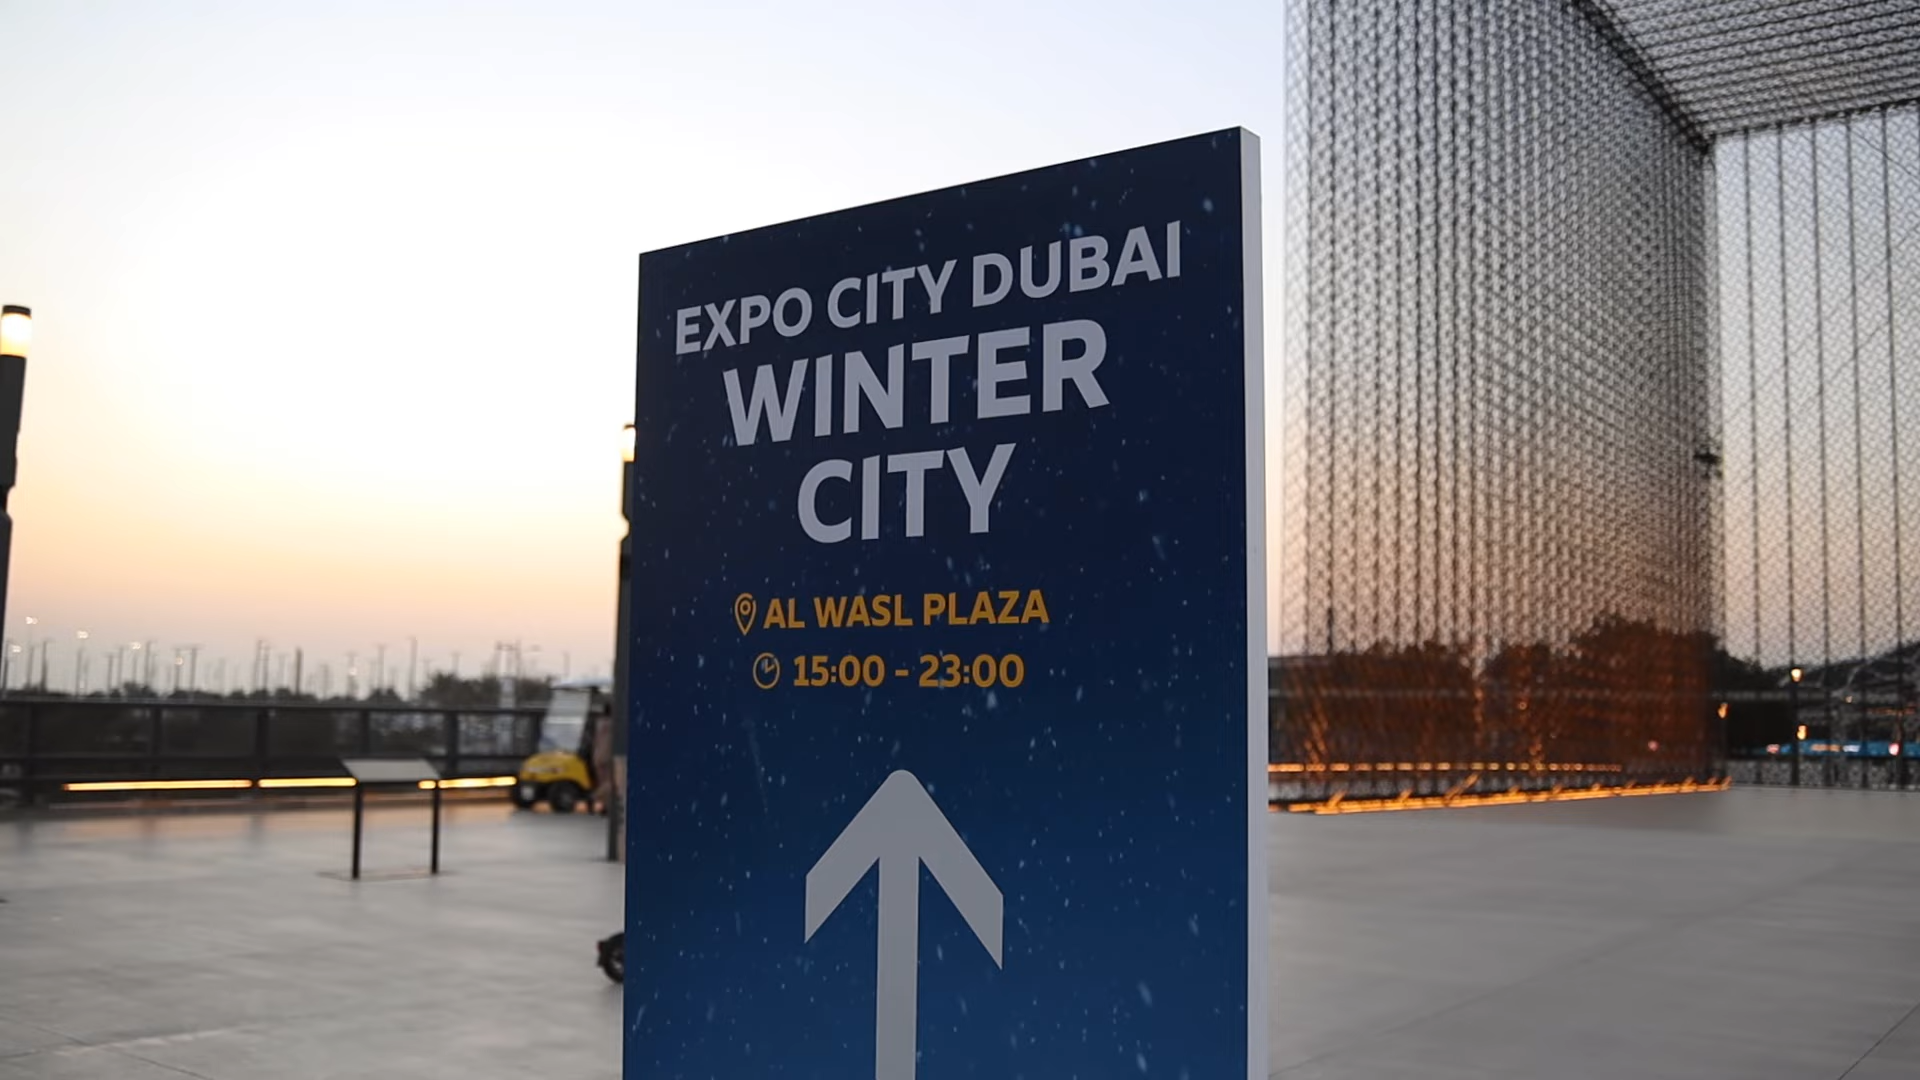 EXPO CITY DUBAI
WINTER
CITY
AL WASL PLAZA
15:00 - 23:00